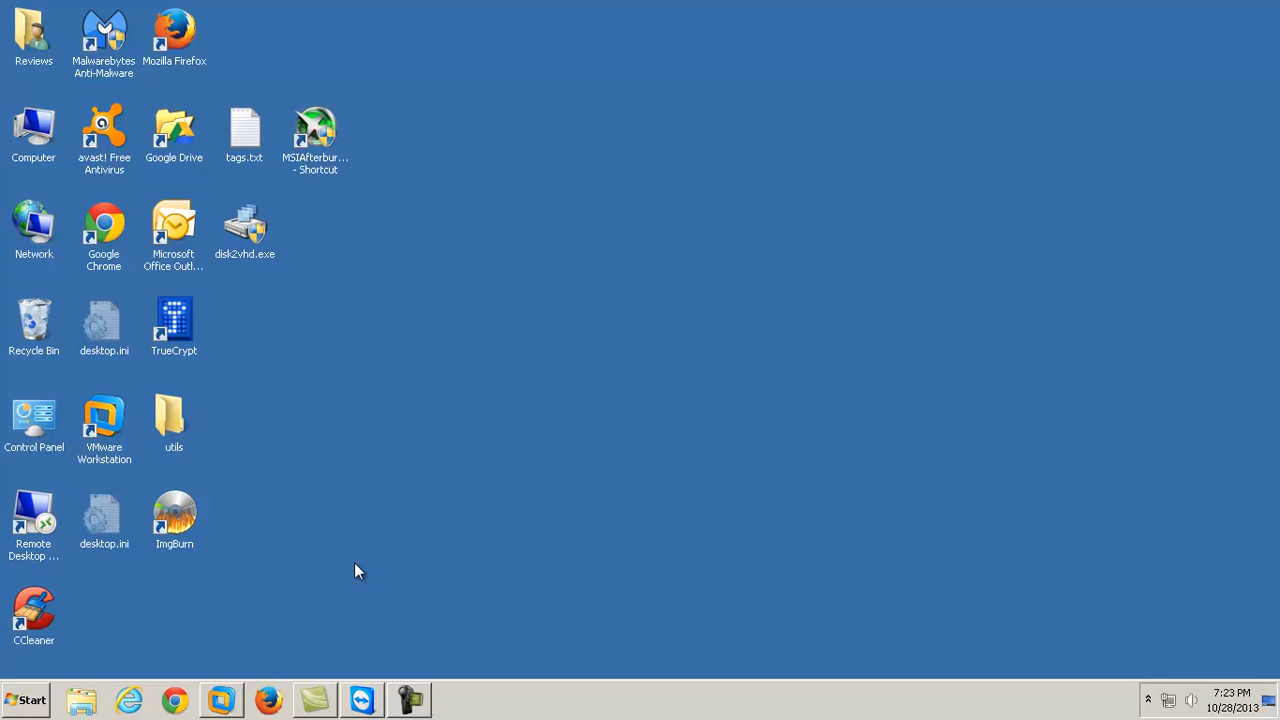 Reviews
Malwarebytes
Anti-Malware
Mozilla Firefox
Computer
avast! Free
Antivirus
Google Drive
tags.txt
MSIAfterbur...
- Shortcut
Network
Google
Chrome
Microsoft
Office Outl...
disk2vhd.exe
Recycle Bin
desktop.ini
TrueCrypt
Control Panel
VMware
Workstation
utils
Remote
Desktop ...
desktop.ini
ImgBurn
CCleaner
Start
7:23 PM
10/28/2013